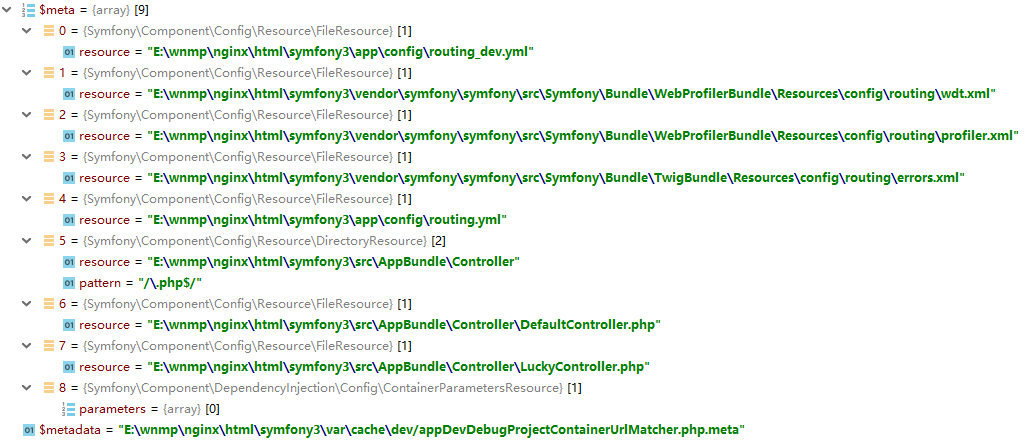 $meta = {array} [9]
0 = {Symfony\Component\Config\Resource\FileResource} [1]
resource = "E:\wnmp\nginx\html\symfony3\app\config\routing_dev.yml"
1 = {Symfony\Component\Config\Resource\FileResource} [1]
resource = "E:\wnmp\nginx\html\symfony3\vendor\symfony\symfony\src\Symfony\Bundle\WebProfilerBundle\Resources\config\routing\wdt.xml"
2 = {Symfony\Component\Config\Resource\FileResource} [1]
resource = "E:\wnmp\nginx\html\symfony3\vendor\symfony\symfony\src\Symfony\Bundle\WebProfilerBundle\Resources\config\routing\profiler.xml"
3 = {Symfony\Component\Config\Resource\FileResource} [1]
resource = "E:\wnmp\nginx\html\symfony3\vendor\symfony\symfony\src\Symfony\Bundle\TwigBundle\Resources\config\routing\errors.xml"
4 = {Symfony\Component\Config\Resource\FileResource} [1]
resource = "E:\wnmp\nginx\html\symfony3\app\config\routing.yml"
5 = {Symfony\Component\Config\Resource\DirectoryResource} [2]
resource = "E:\wnmp\nginx\html\symfony3\src\AppBundle\Controller"
pattern = "/\.php$/"
6 = {Symfony\Component\Config\Resource\FileResource} [1]
resource = "E:\wnmp\nginx\html\symfony3\src\AppBundle\Controller\DefaultController.php"
7 = {Symfony\Component\Config\Resource\FileResource} [1]
resource = "E:\wnmp\nginx\html\symfony3\src\AppBundle\Controller\LuckyController.php"
8 = {Symfony\Component\DependencyInjection\Config\ContainerParametersResource} [1]
parameters = {array} [0]
$metadata = "E:\wnmp\nginx\html\symfony3\var\cache\dev/appDevDebugProjectContainerUrlMatcher.php.meta"